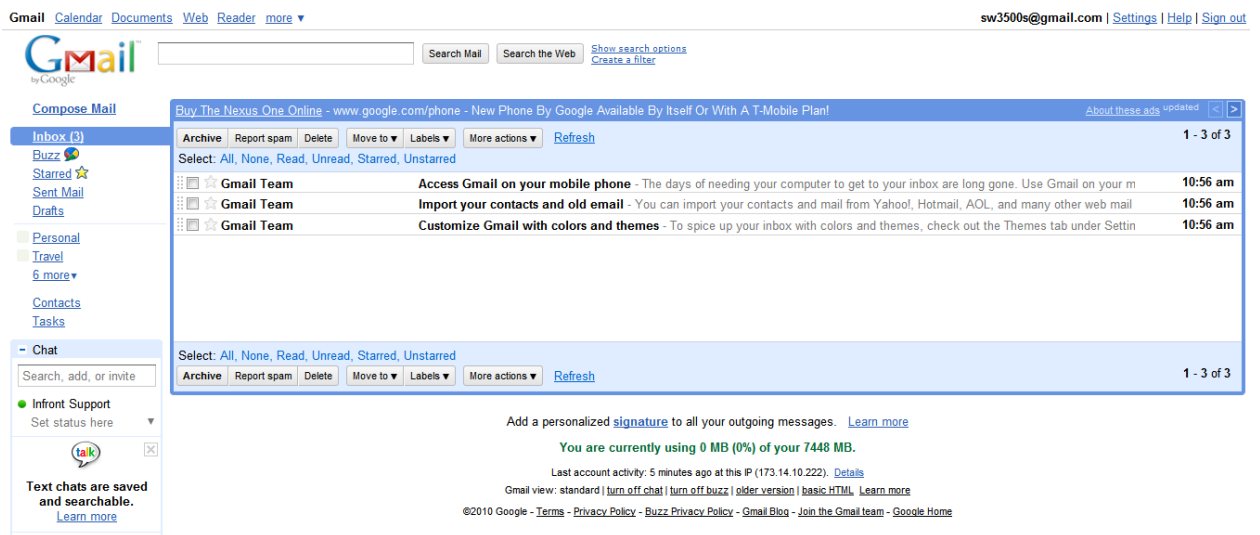 Gmail Calendar Documents Web Reader more ▼ sw3500s@gmail.com | Settings | Help | Sign out
Gmail™ by Google
Search Mail Search the Web Show search options
Create a filter
Compose Mail
Inbox (3)
Buzz
Starred
Sent Mail
Drafts
Personal
Travel
6 more▼
Contacts
Tasks
– Chat
Search, add, or invite
Infront Support
Set status here ▼
talk
Text chats are saved
and searchable.
Learn more
Buy The Nexus One Online - www.google.com/phone - New Phone By Google Available By Itself Or With A T-Mobile Plan! About these ads updated < >
Archive Report spam Delete Move to ▼ Labels ▼ More actions ▼ Refresh 1 - 3 of 3
Select: All, None, Read, Unread, Starred, Unstarred
Gmail Team Access Gmail on your mobile phone - The days of needing your computer to get to your inbox are long gone. Use Gmail on your m 10:56 am
Gmail Team Import your contacts and old email - You can import your contacts and mail from Yahoo!, Hotmail, AOL, and many other web mail 10:56 am
Gmail Team Customize Gmail with colors and themes - To spice up your inbox with colors and themes, check out the Themes tab under Settin 10:56 am
Select: All, None, Read, Unread, Starred, Unstarred
Archive Report spam Delete Move to ▼ Labels ▼ More actions ▼ Refresh 1 - 3 of 3
Add a personalized signature to all your outgoing messages. Learn more
You are currently using 0 MB (0%) of your 7448 MB.
Last account activity: 5 minutes ago at this IP (173.14.10.222). Details
Gmail view: standard | turn off chat | turn off buzz | older version | basic HTML Learn more
©2010 Google - Terms - Privacy Policy - Buzz Privacy Policy - Gmail Blog - Join the Gmail team - Google Home